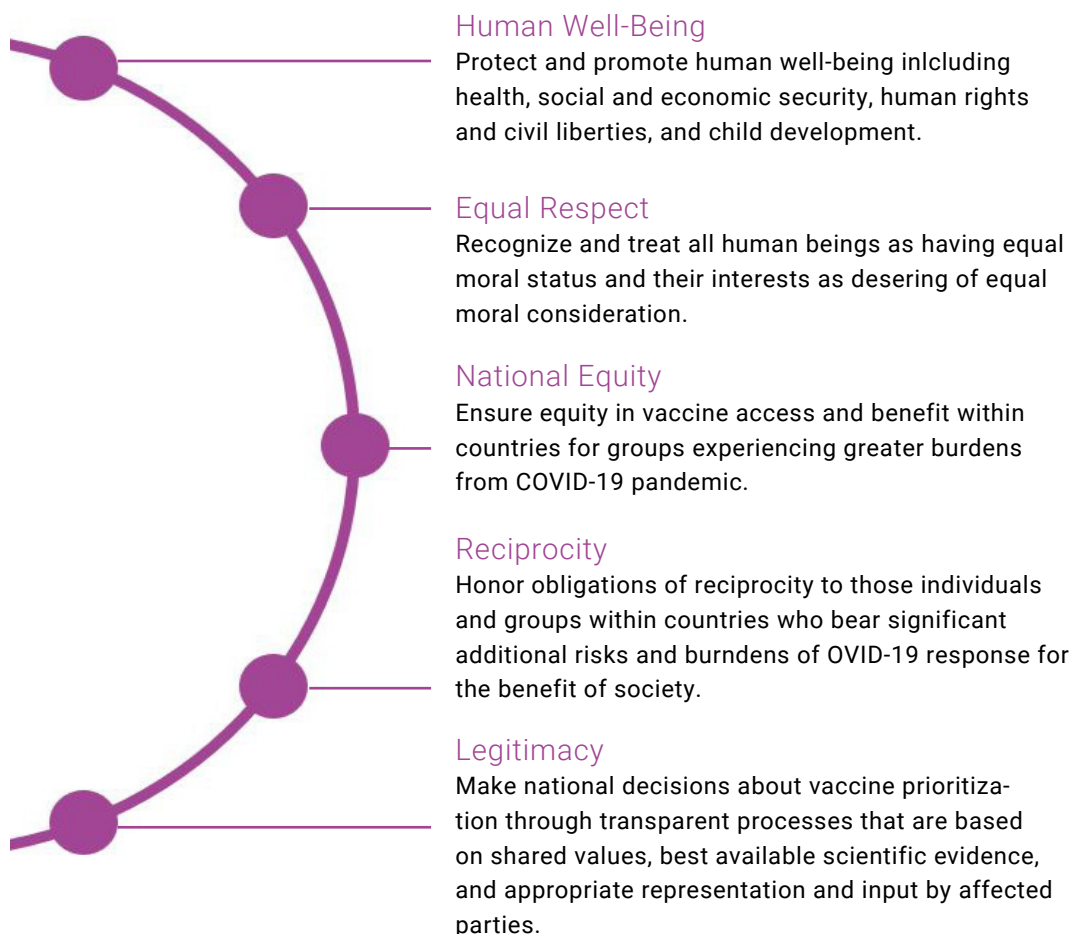 Human Well-Being
Protect and promote human well-being inlcluding
health, social and economic security, human rights
and civil liberties, and child development.
Equal Respect
Recognize and treat all human beings as having equal
moral status and their interests as desering of equal
moral consideration.
National Equity
Ensure equity in vaccine access and benefit within
countries for groups experiencing greater burdens
from COVID-19 pandemic.
Reciprocity
Honor obligations of reciprocity to those individuals
and groups within countries who bear significant
additional risks and burndens of OVID-19 response for
the benefit of society.
Legitimacy
Make national decisions about vaccine prioritiza-
tion through transparent processes that are based
on shared values, best available scientific evidence,
and appropriate representation and input by affected
parties.